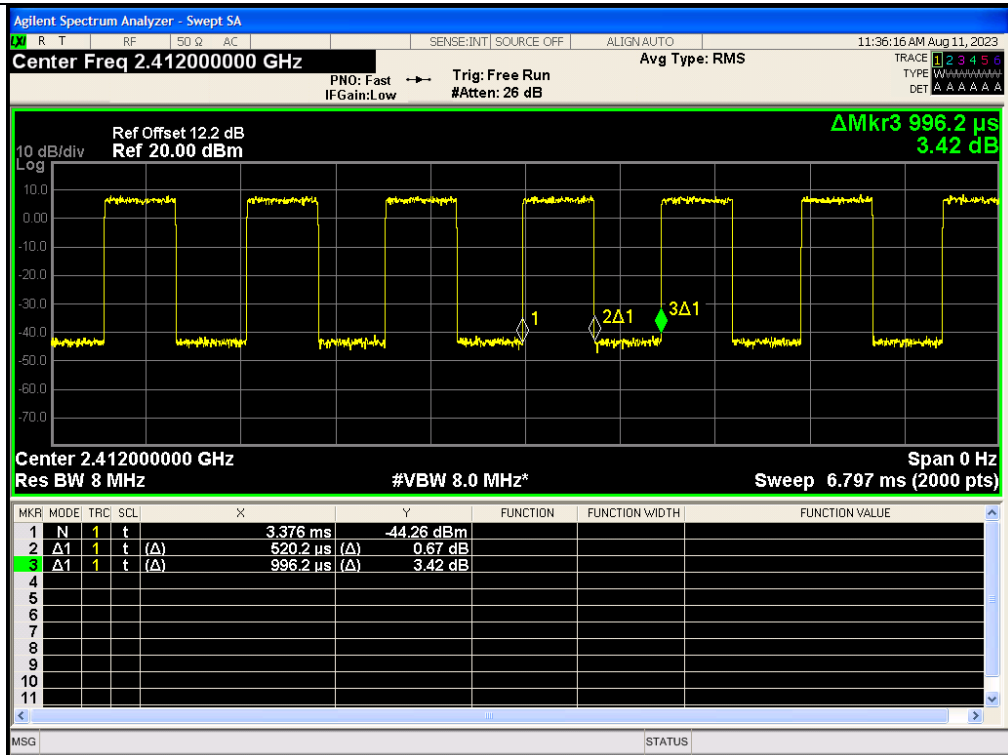 Agilent Spectrum Analyzer - Swept SA
LXI R T RF 50 Ω AC SENSE:INT SOURCE OFF ALIGNAUTO 11:36:16 AM Aug 11, 2023
Center Freq 2.412000000 GHz Avg Type: RMS TRACE 1 2 3 4 5 6
PNO: Fast Trig: Free Run TYPE WWWWWW
IFGain:Low #Atten: 26 dB DET A A A A A A
ΔMkr3 996.2 µs
Ref Offset 12.2 dB
10 dB/div Ref 20.00 dBm 3.42 dB
Log
10.0
0.00
-10.0
-20.0
-30.0
1 2Δ1 3Δ1
-40.0
-50.0
-60.0
-70.0
Center 2.412000000 GHz Span 0 Hz
Res BW 8 MHz #VBW 8.0 MHz* Sweep 6.797 ms (2000 pts)
MKR MODE TRC SCL X Y FUNCTION FUNCTION WIDTH FUNCTION VALUE
1 N 1 t 3.376 ms -44.26 dBm
2 Δ1 1 t (Δ) 520.2 µs (Δ) 0.67 dB
3 Δ1 1 t (Δ) 996.2 µs (Δ) 3.42 dB
4
5
6
7
8
9
10
11
MSG STATUS